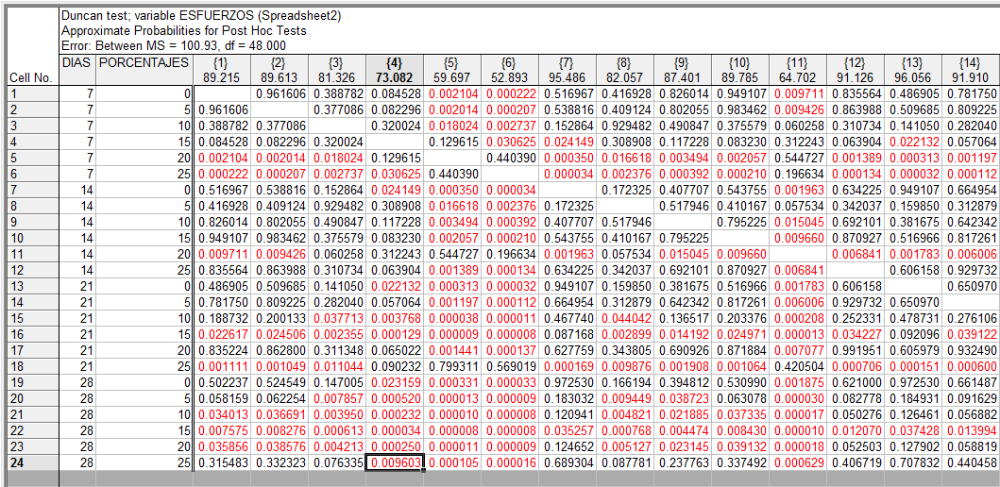 Duncan test; variable ESFUERZOS (Spreadsheet2)
Approximate Probabilities for Post Hoc Tests
Error: Between MS = 100.93, df = 48.000
Cell No. DIAS PORCENTAJES {1} {2} {3} {4} {5} {6} {7} {8} {9} {10} {11} {12} {13} {14}
89.215 89.613 81.326 73.082 59.697 52.893 95.486 82.057 87.401 89.785 64.702 91.126 96.056 91.910
1 7 0 0.961606 0.388782 0.084528 0.002104 0.000222 0.516967 0.416928 0.826014 0.949107 0.009711 0.835564 0.486905 0.781750
2 7 5 0.961606 0.377086 0.082296 0.002014 0.000207 0.538816 0.409124 0.802055 0.983462 0.009426 0.863988 0.509685 0.809225
3 7 10 0.388782 0.377086 0.320024 0.018024 0.002737 0.152864 0.929482 0.490847 0.375579 0.060258 0.310734 0.141050 0.282040
4 7 15 0.084528 0.082296 0.320024 0.129615 0.030625 0.024149 0.308908 0.117228 0.083230 0.312243 0.063904 0.022132 0.057064
5 7 20 0.002104 0.002014 0.018024 0.129615 0.440390 0.000350 0.016618 0.003494 0.002057 0.544727 0.001389 0.000313 0.001197
6 7 25 0.000222 0.000207 0.002737 0.030625 0.440390 0.000034 0.002376 0.000392 0.000210 0.196634 0.000134 0.000032 0.000112
7 14 0 0.516967 0.538816 0.152864 0.024149 0.000350 0.000034 0.172325 0.407707 0.543755 0.001963 0.634225 0.949107 0.664954
8 14 5 0.416928 0.409124 0.929482 0.308908 0.016618 0.002376 0.172325 0.517946 0.410167 0.057534 0.342037 0.159850 0.312879
9 14 10 0.826014 0.802055 0.490847 0.117228 0.003494 0.000392 0.407707 0.517946 0.795225 0.015045 0.692101 0.381675 0.642342
10 14 15 0.949107 0.983462 0.375579 0.083230 0.002057 0.000210 0.543755 0.410167 0.795225 0.009660 0.870927 0.516966 0.817261
11 14 20 0.009711 0.009426 0.060258 0.312243 0.544727 0.196634 0.001963 0.057534 0.015045 0.009660 0.006841 0.001783 0.006006
12 14 25 0.835564 0.863988 0.310734 0.063904 0.001389 0.000134 0.634225 0.342037 0.692101 0.870927 0.006841 0.606158 0.929732
13 21 0 0.486905 0.509685 0.141050 0.022132 0.000313 0.000032 0.949107 0.159850 0.381675 0.516966 0.001783 0.606158 0.650970
14 21 5 0.781750 0.809225 0.282040 0.057064 0.001197 0.000112 0.664954 0.312879 0.642342 0.817261 0.006006 0.929732 0.650970
15 21 10 0.188732 0.200133 0.037713 0.003768 0.000038 0.000011 0.467740 0.044042 0.136517 0.203376 0.000208 0.252331 0.478731 0.276106
16 21 15 0.022617 0.024506 0.002355 0.000129 0.000009 0.000008 0.087168 0.002899 0.014192 0.024971 0.000013 0.034227 0.092096 0.039122
17 21 20 0.835224 0.862800 0.311348 0.065022 0.001441 0.000137 0.627759 0.343805 0.690926 0.871884 0.007077 0.991951 0.605979 0.932490
18 21 25 0.001111 0.001049 0.011044 0.090232 0.799311 0.569019 0.000169 0.009876 0.001908 0.001064 0.420504 0.000706 0.000151 0.000600
19 28 0 0.502237 0.524549 0.147005 0.023159 0.000331 0.000033 0.972530 0.166194 0.394812 0.530990 0.001875 0.621000 0.972530 0.661487
20 28 5 0.058159 0.062254 0.007857 0.000520 0.000013 0.000009 0.183032 0.009449 0.038723 0.063078 0.000030 0.082778 0.184931 0.091629
21 28 10 0.034013 0.036691 0.003950 0.000232 0.000010 0.000008 0.120941 0.004821 0.021885 0.037335 0.000017 0.050276 0.126461 0.056882
22 28 15 0.007575 0.008276 0.000613 0.000034 0.000008 0.000008 0.035257 0.000768 0.004474 0.008430 0.000010 0.012070 0.037428 0.013994
23 28 20 0.035856 0.038576 0.004213 0.000250 0.000011 0.000009 0.124652 0.005127 0.023145 0.039132 0.000018 0.052503 0.127900 0.058819
24 28 25 0.315483 0.332323 0.076335 0.009603 0.000105 0.000016 0.689304 0.087781 0.237763 0.337492 0.000629 0.406719 0.707832 0.440458